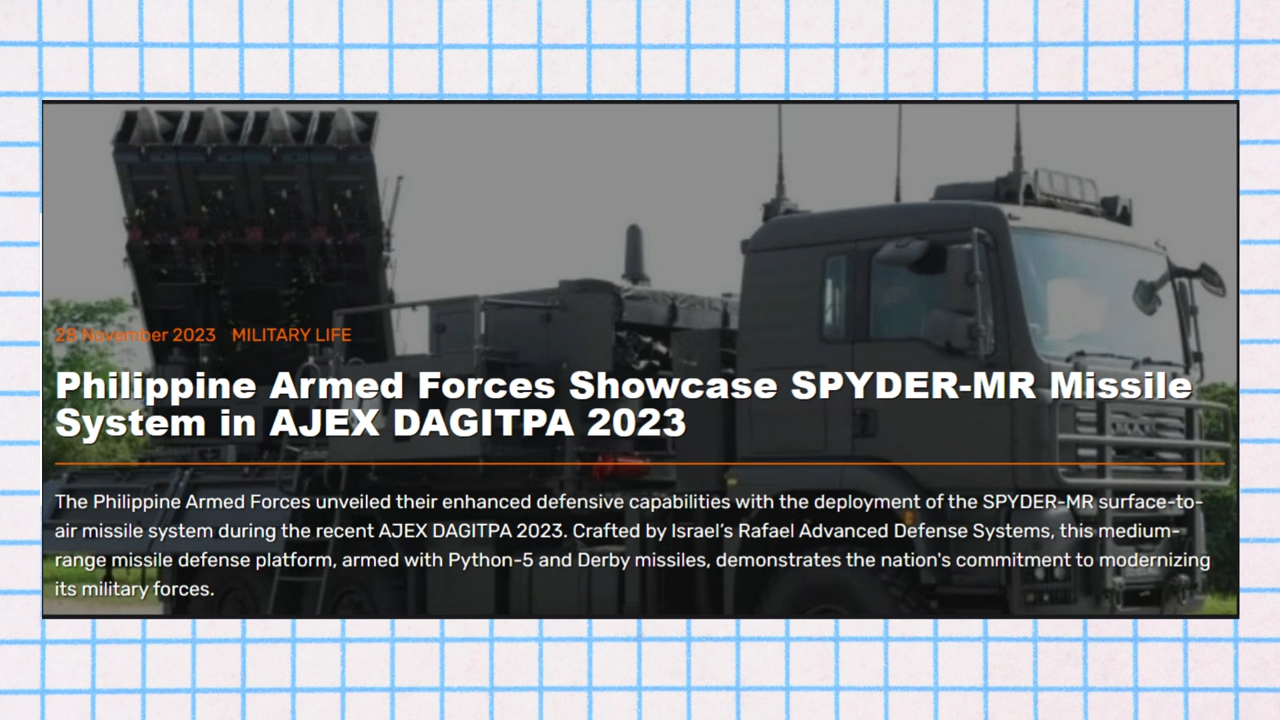 28 November 2023 MILITARY LIFE
Philippine Armed Forces Showcase SPYDER-MR Missile
System in AJEX DAGITPA 2023
The Philippine Armed Forces unveiled their enhanced defensive capabilities with the deployment of the SPYDER-MR surface-to-
air missile system during the recent AJEX DAGITPA 2023. Crafted by Israel’s Rafael Advanced Defense Systems, this medium-
range missile defense platform, armed with Python-5 and Derby missiles, demonstrates the nation's commitment to modernizing
its military forces.